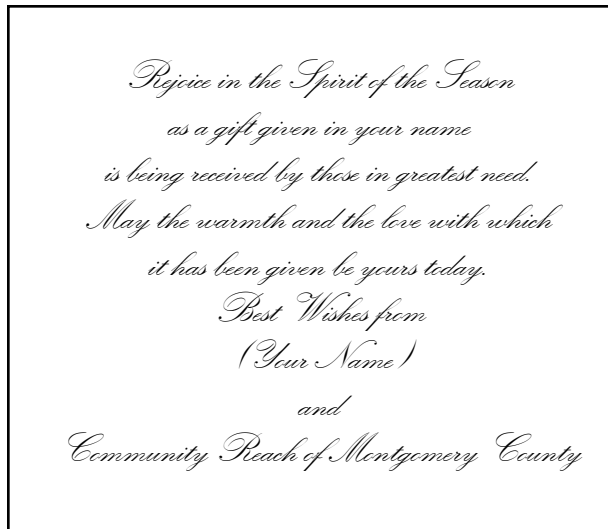 Rejoice in the Spirit of the Season
as a gift given in your name
is being received by those in greatest need.
May the warmth and the love with which
it has been given be yours today.
Best Wishes from
(Your Name)
and
Community Reach of Montgomery County